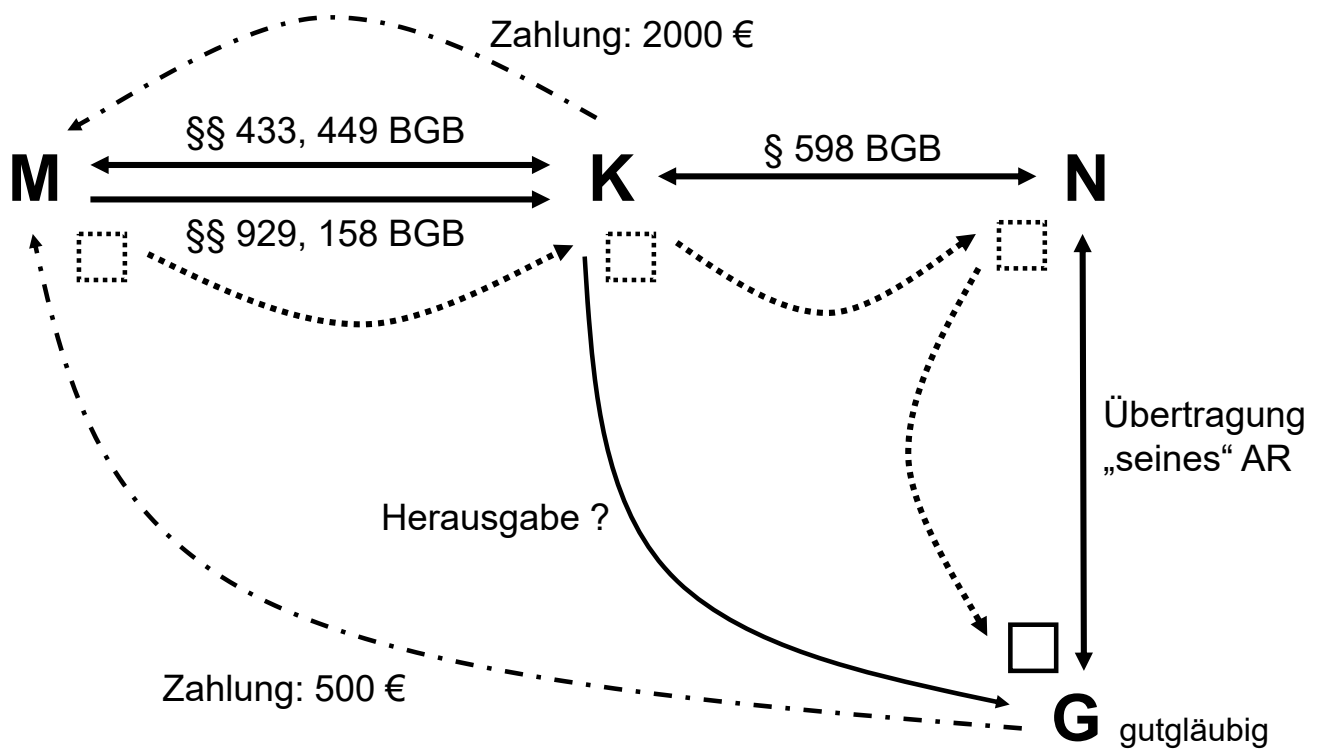 Zahlung: 2000 €
§§ 433, 449 BGB
§ 598 BGB
M
K
N
§§ 929, 158 BGB
Übertragung
„seines“ AR
Herausgabe ?
Zahlung: 500 €
G gutgläubig